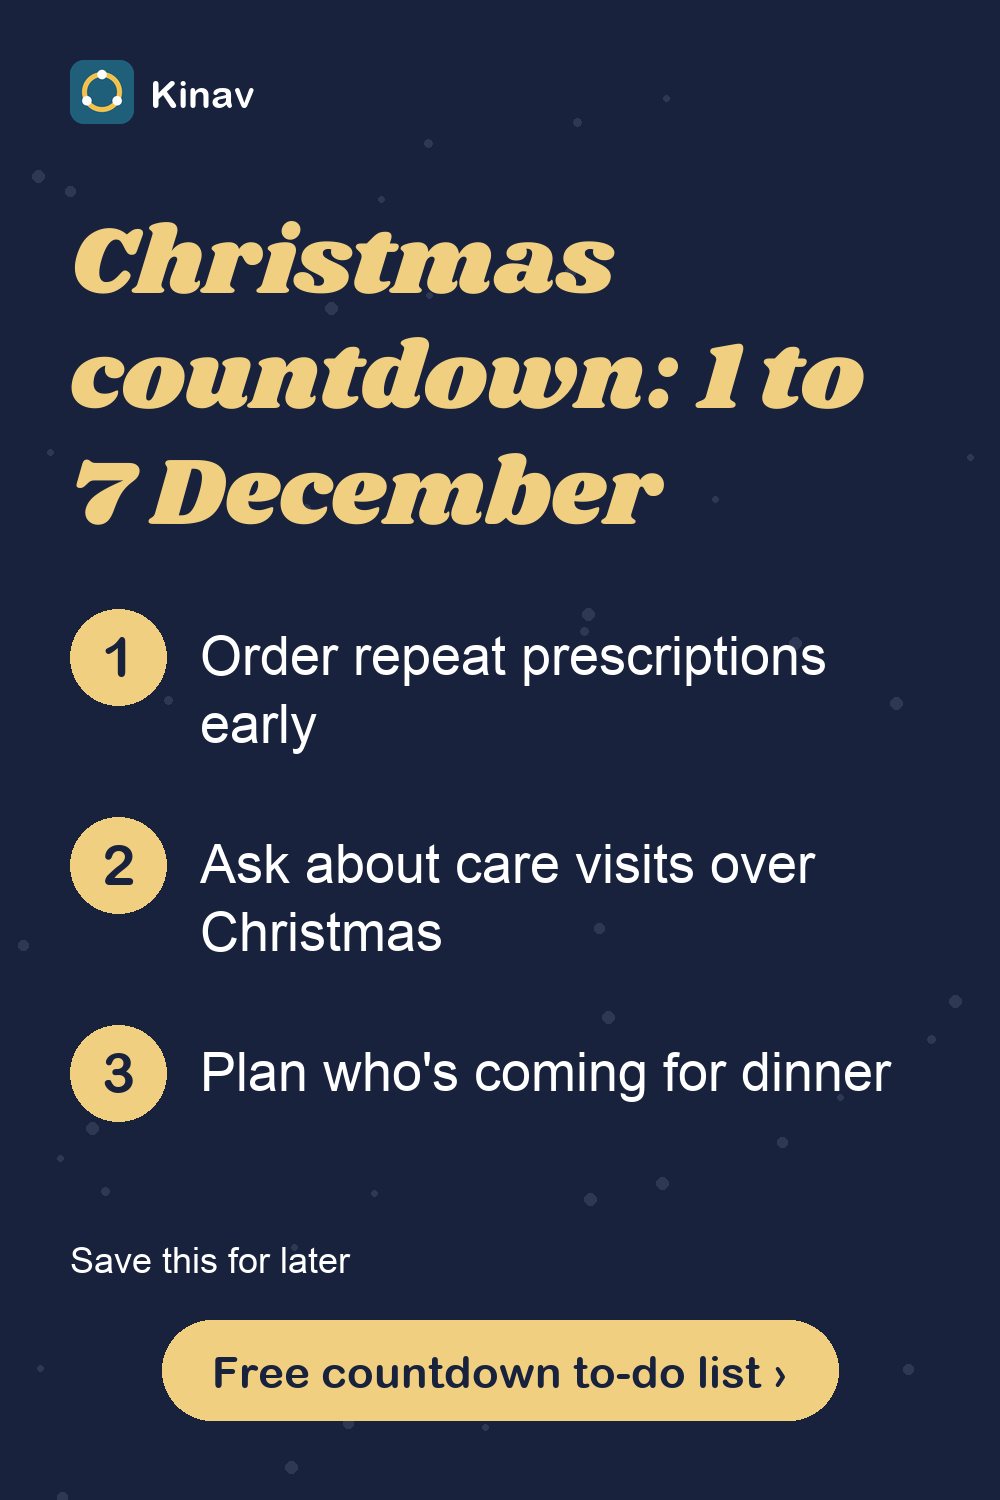 Kinav
Christmas
countdown: 1 to
7 December
1 Order repeat prescriptions
early
2 Ask about care visits over
Christmas
3 Plan who's coming for dinner
Save this for later
Free countdown to-do list ›